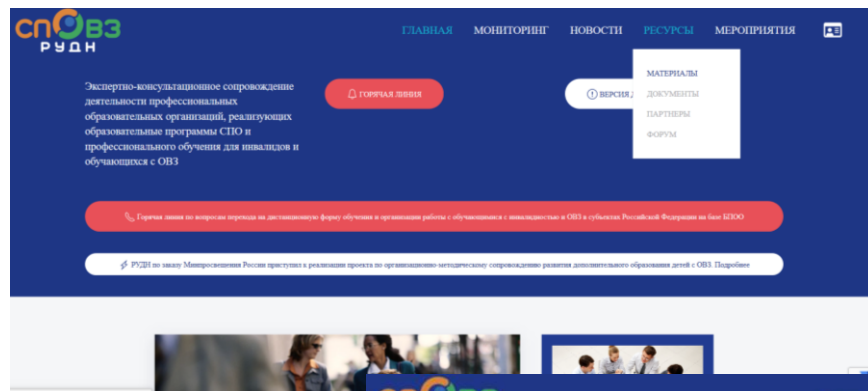 спОВЗ
РУДН
ГЛАВНАЯ МОНИТОРИНГ НОВОСТИ РЕСУРСЫ МЕРОПРИЯТИЯ
МАТЕРИАЛЫ
ДОКУМЕНТЫ
ПАРТНЕРЫ
ФОРУМ
Экспертно-консультационное сопровождение
деятельности профессиональных
образовательных организаций, реализующих
образовательные программы СПО и
профессионального обучения для инвалидов и
обучающихся с ОВЗ
ГОРЯЧАЯ ЛИНИЯ
ВЕРСИЯ
Горячая линия по вопросам перехода на дистанционную форму обучения и организации работы с обучающимися с инвалидностью и ОВЗ в субъектах Российской Федерации на базе БПОО
РУДН по заказу Минпросвещения России приступил к реализации проекта по организационно-методическому сопровождению развития дополнительного образования детей с ОВЗ. Подробнее